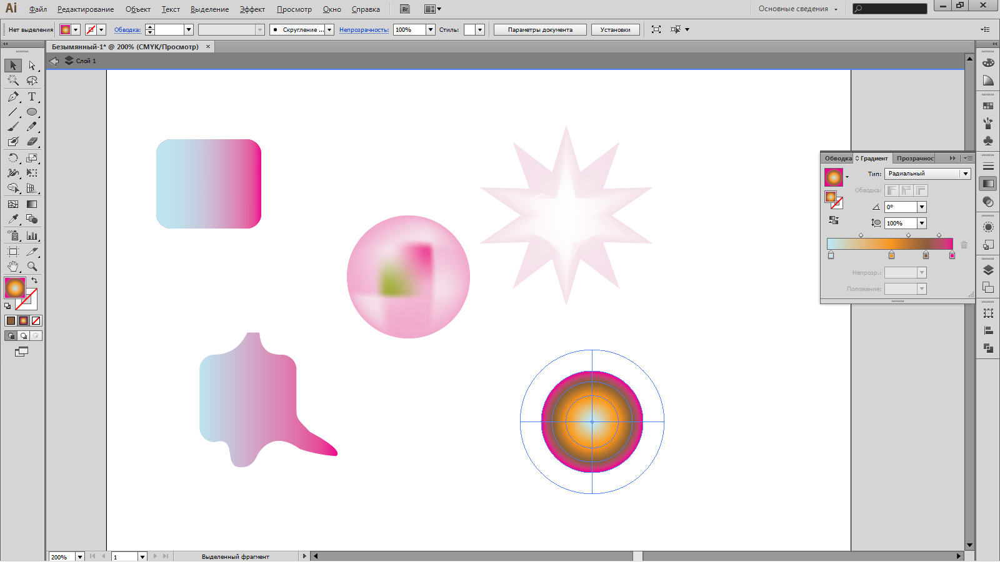 Ai Файл Редактирование Объект Текст Выделение Эффект Просмотр Окно Справка Br Основные сведения
Нет выделения Обводка: Скругление ... Непрозрачность: 100% Стиль: Параметры документа Установки
Безымянный-1* @ 200% (CMYK/Просмотр)
Слой 1
Обводка Градиент Прозрачнос
Тип: Радиальный
Обводка:
0°
100%
Непрозр.:
Положение:
200% 1 Выделенный фрагмент